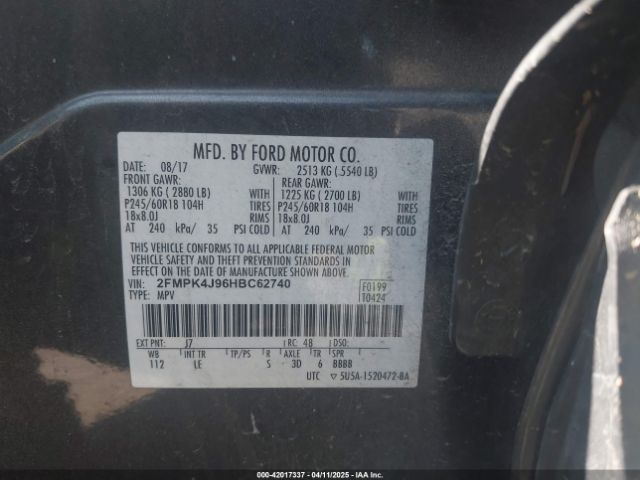 MFD. BY FORD MOTOR CO.
DATE: 08/17 GVWR: 2513 KG (.5540 LB)
FRONT GAWR: REAR GAWR:
1306 KG (2880 LB) WITH 1225 KG (2700 LB) WITH
P245/60R18 104H TIRES P245/60R18 104H TIRES
18x8.0J RIMS 18x8.0J RIMS
AT 240 kPa/ 35 PSI COLD AT 240 kPa/ 35 PSI COLD
THIS VEHICLE CONFORMS TO ALL APPLICABLE FEDERAL MOTOR
VEHICLE SAFETY AND THEFT PREVENTION STANDARDS IN
EFFECT ON THE DATE OF MANUFACTURE SHOWN ABOVE.
VIN: 2FMPK4J96HBC62740 F0199
TYPE: MPV T0424
EXT PNT: J7 RC: 48 DSO:
WB INT TR TP/PS R AXLE TR SPR
112 LE S 3D 6 BBBB
UTC ▽ 5U5A-1520472-BA
000-42017337 - 04/11/2025 - IAAI.COM